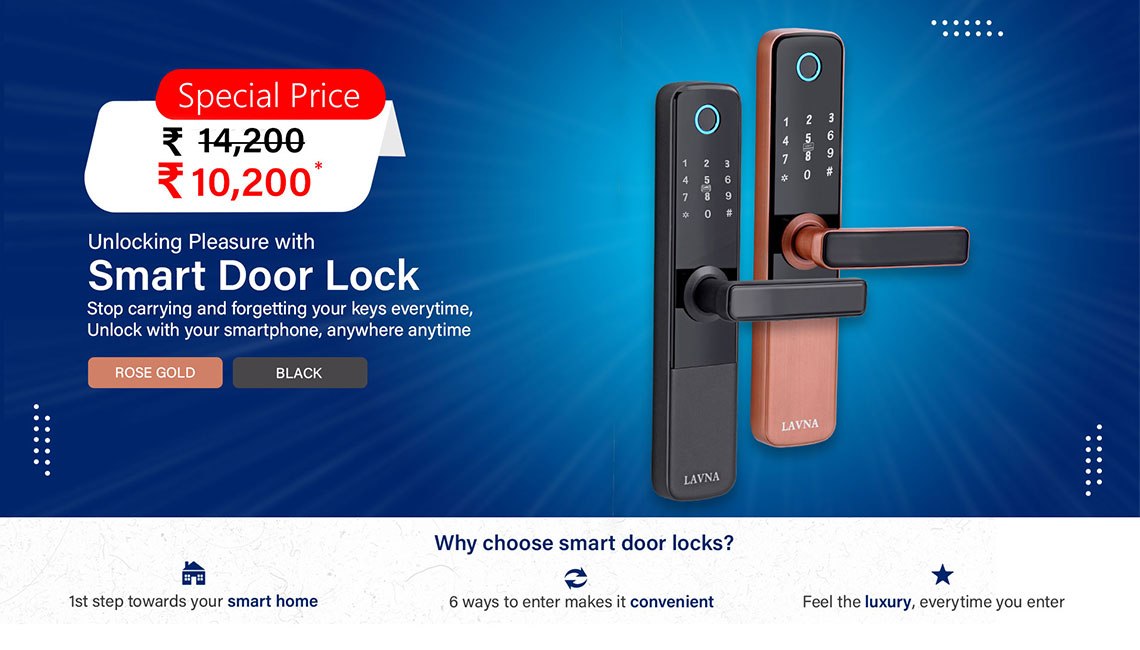 Special Price
₹ 14,200
₹ 10,200*
Unlocking Pleasure with
Smart Door Lock
Stop carrying and forgetting your keys everytime,
Unlock with your smartphone, anywhere anytime
ROSE GOLD BLACK
1 2 3
4 5 6
7 8 9
* 0 #
LAVNA
1 2 3
4 5 6
7 8 9
* 0 #
LAVNA
Why choose smart door locks?
1st step towards your smart home
6 ways to enter makes it convenient
Feel the luxury, everytime you enter